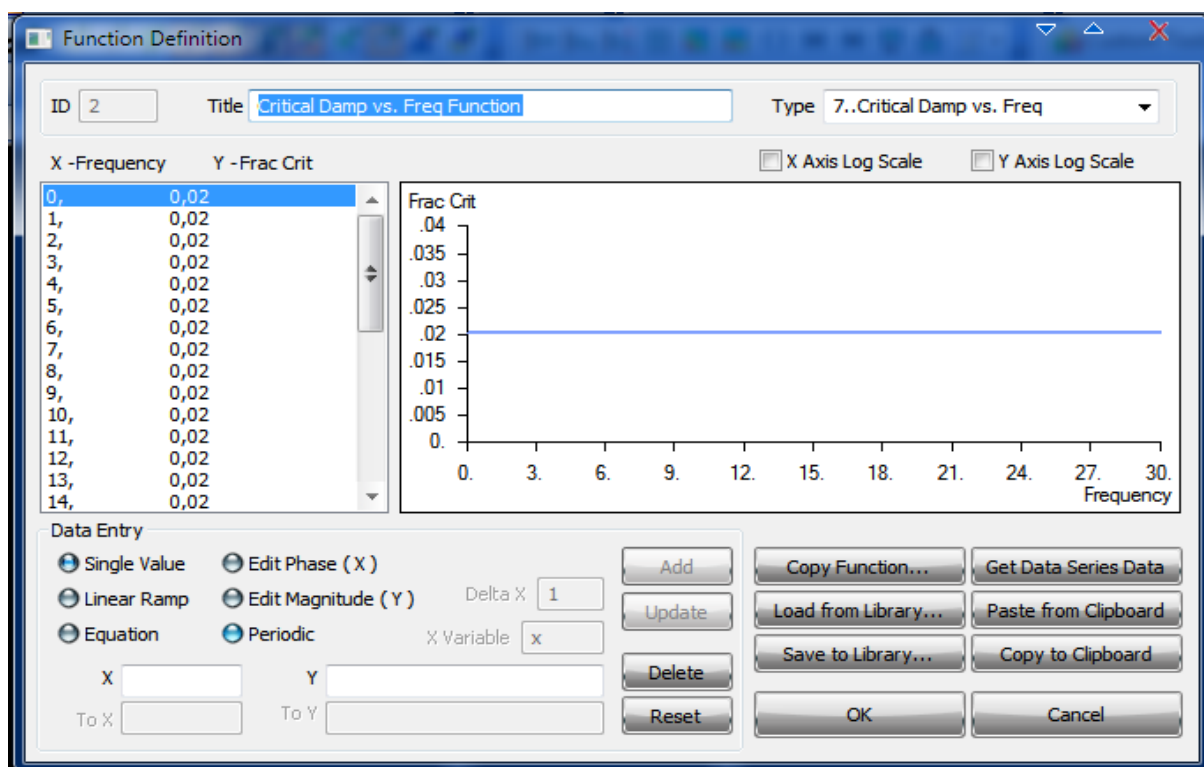 Function Definition
ID 2 Title Critical Damp vs. Freq Function Type 7..Critical Damp vs. Freq
X -Frequency Y -Frac Crit X Axis Log Scale Y Axis Log Scale
0, 0,02
1, 0,02
2, 0,02
3, 0,02
4, 0,02
5, 0,02
6, 0,02
7, 0,02
8, 0,02
9, 0,02
10, 0,02
11, 0,02
12, 0,02
13, 0,02
14, 0,02
Frac Crit
.04
.035
.03
.025
.02
.015
.01
.005
0.
0. 3. 6. 9. 12. 15. 18. 21. 24. 27. 30.
Frequency
Data Entry
Single Value Edit Phase ( X )
Linear Ramp Edit Magnitude ( Y ) Delta X 1
Equation Periodic X Variable x
X Y
To X To Y
Add
Update
Delete
Reset
Copy Function... Get Data Series Data
Load from Library... Paste from Clipboard
Save to Library... Copy to Clipboard
OK Cancel